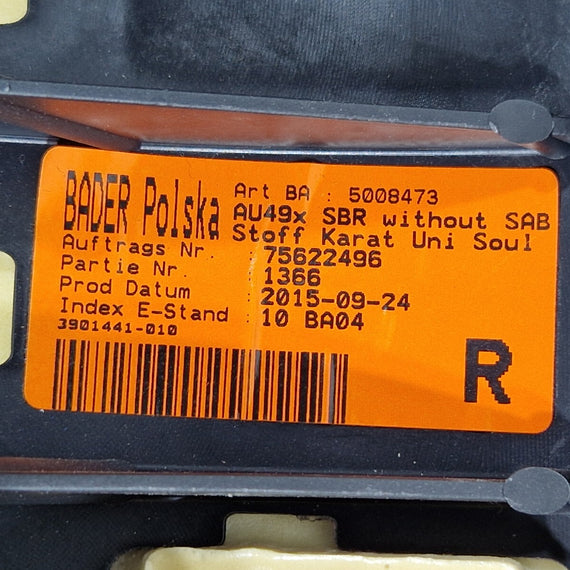 BADER Polska
Art BA : 5008473
AU49x SBR without SAB
Stoff Karat Uni Soul
Auftrags Nr. : 75622496
Partie Nr. : 1366
Prod Datum : 2015-09-24
Index E-Stand : 10 BA04
3901441-010
R